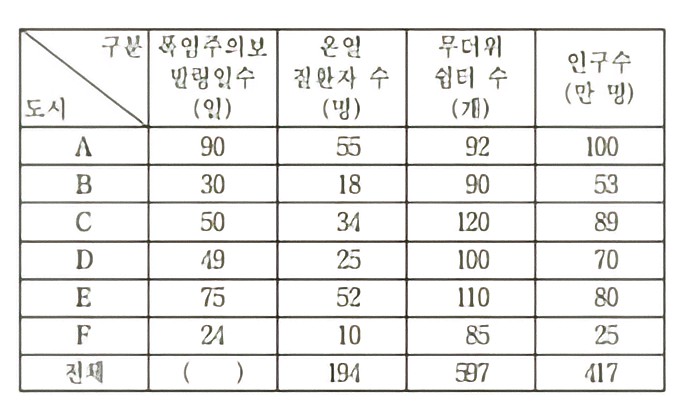 구분 폭염주의보 발령일수 (일) 온열 질환자 수 (명) 무더위 쉼터 수 (개) 인구수 (만 명)
도시
A 90 55 92 100
B 30 18 90 53
C 50 34 120 89
D 49 25 100 70
E 75 52 110 80
F 24 10 85 25
전체 ( ) 194 597 417